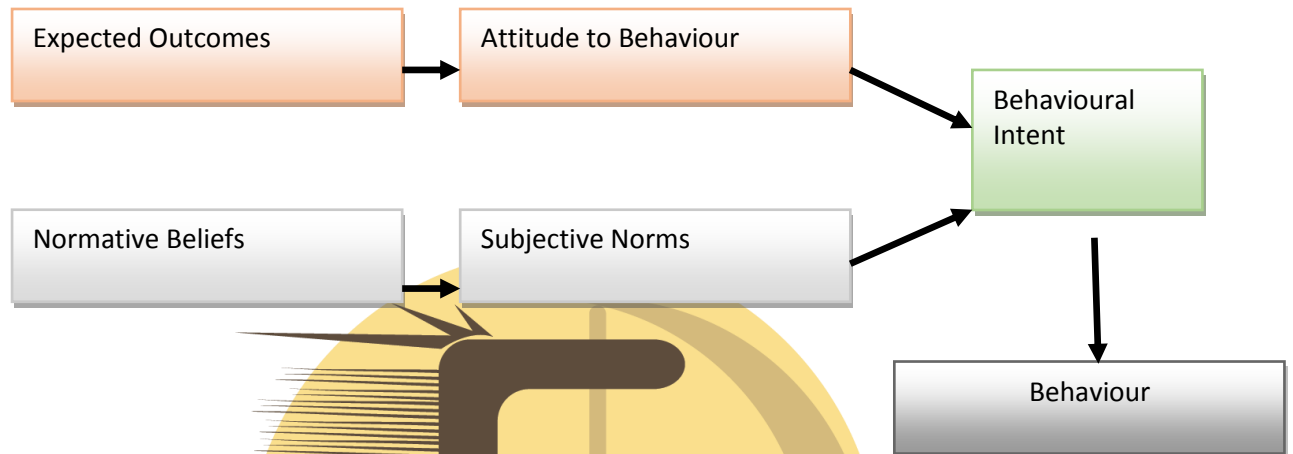 Expected Outcomes
Attitude to Behaviour
Behavioural
Intent
Normative Beliefs
Subjective Norms
Behaviour